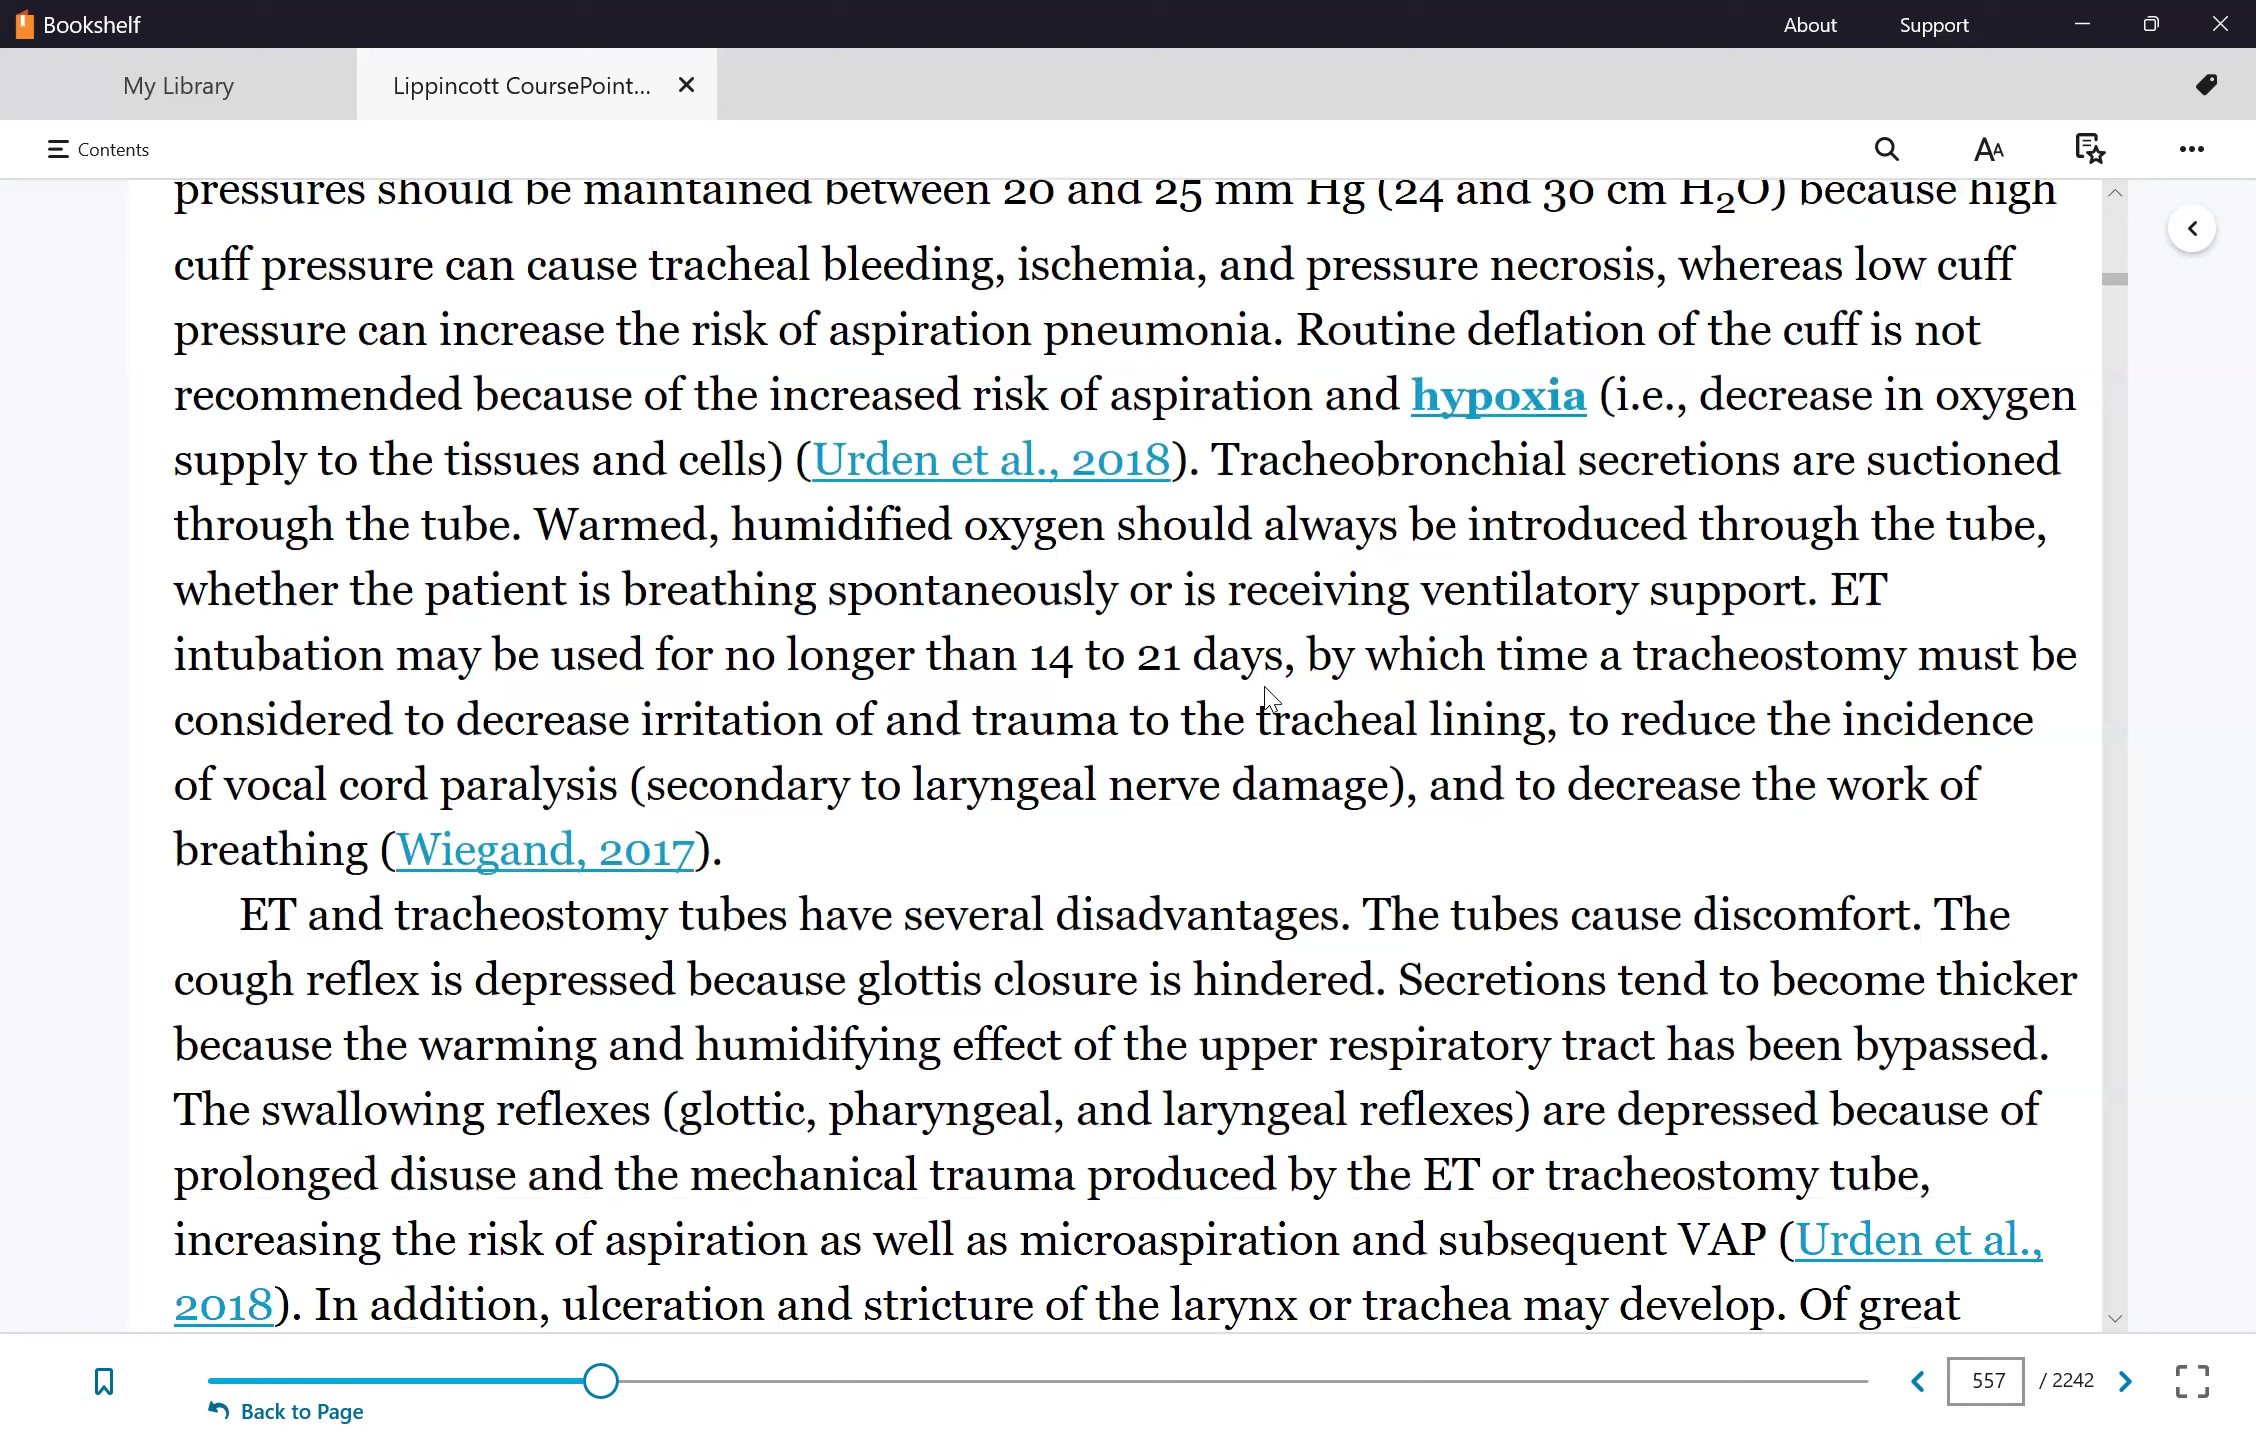 Bookshelf
About
Support
My Library
Lippincott CoursePoint...
Contents
pressures should be maintained between 20 and 25 mm Hg (24 and 30 cm H₂O) because high
cuff pressure can cause tracheal bleeding, ischemia, and pressure necrosis, whereas low cuff
pressure can increase the risk of aspiration pneumonia. Routine deflation of the cuff is not
recommended because of the increased risk of aspiration and hypoxia (i.e., decrease in oxygen
supply to the tissues and cells) (Urden et al., 2018). Tracheobronchial secretions are suctioned
through the tube. Warmed, humidified oxygen should always be introduced through the tube,
whether the patient is breathing spontaneously or is receiving ventilatory support. ET
intubation may be used for no longer than 14 to 21 days, by which time a tracheostomy must be
considered to decrease irritation of and trauma to the tracheal lining, to reduce the incidence
of vocal cord paralysis (secondary to laryngeal nerve damage), and to decrease the work of
breathing (Wiegand, 2017).
ET and tracheostomy tubes have several disadvantages. The tubes cause discomfort. The
cough reflex is depressed because glottis closure is hindered. Secretions tend to become thicker
because the warming and humidifying effect of the upper respiratory tract has been bypassed.
The swallowing reflexes (glottic, pharyngeal, and laryngeal reflexes) are depressed because of
prolonged disuse and the mechanical trauma produced by the ET or tracheostomy tube,
increasing the risk of aspiration as well as microaspiration and subsequent VAP (Urden et al.,
2018). In addition, ulceration and stricture of the larynx or trachea may develop. Of great
557 / 2242
Back to Page